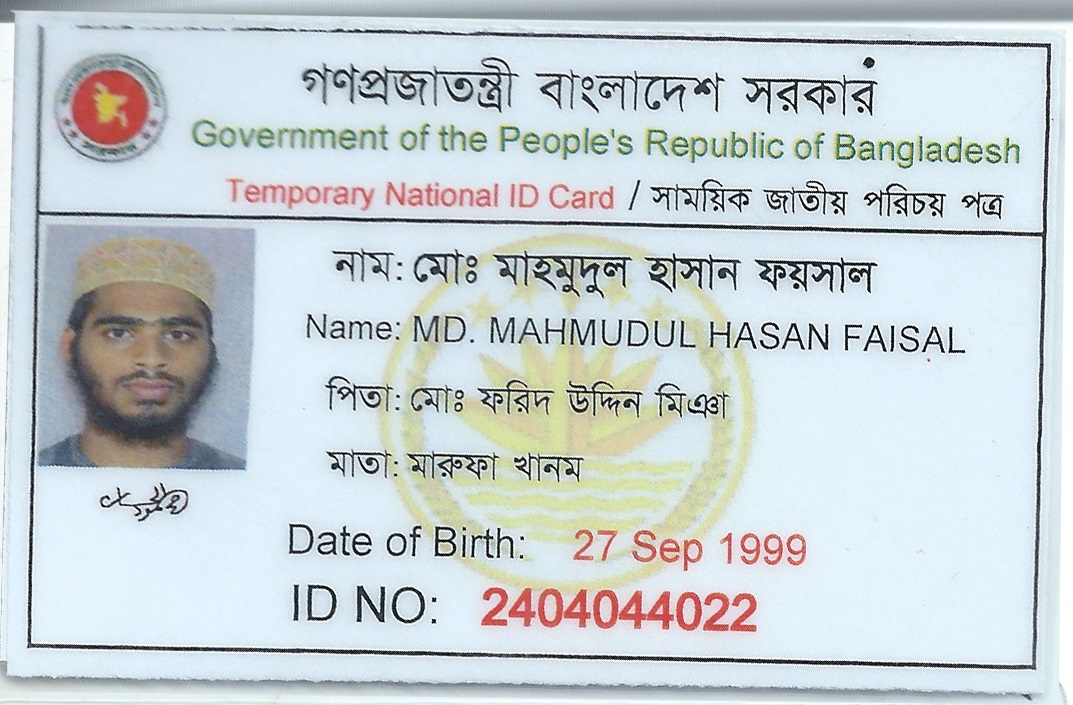 গণপ্রজাতন্ত্রী বাংলাদেশ সরকার
Government of the People's Republic of Bangladesh
Temporary National ID Card / সাময়িক জাতীয় পরিচয় পত্র
নাম: মোঃ মাহমুদুল হাসান ফয়সাল
Name: MD. MAHMUDUL HASAN FAISAL
পিতা: মোঃ ফরিদ উদ্দিন মিঞা
মাতা: মারুফা খানম
Date of Birth: 27 Sep 1999
ID NO: 2404044022